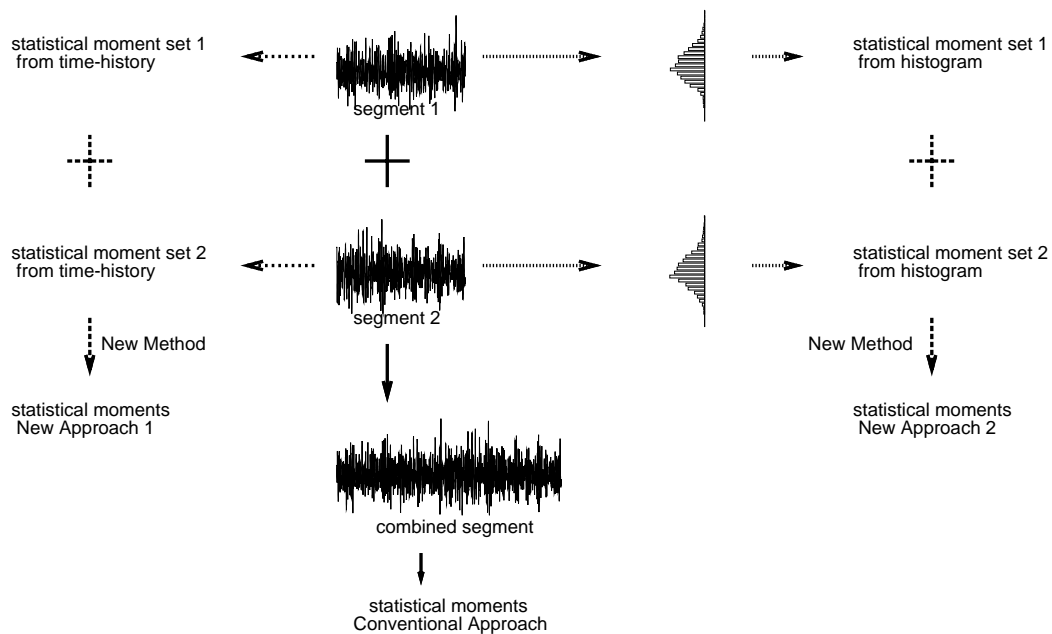 statistical moment set 1
from time-history
segment 1
statistical moment set 1
from histogram
statistical moment set 2
from time-history
segment 2
statistical moment set 2
from histogram
New Method
New Method
statistical moments
New Approach 1
statistical moments
New Approach 2
combined segment
statistical moments
Conventional Approach